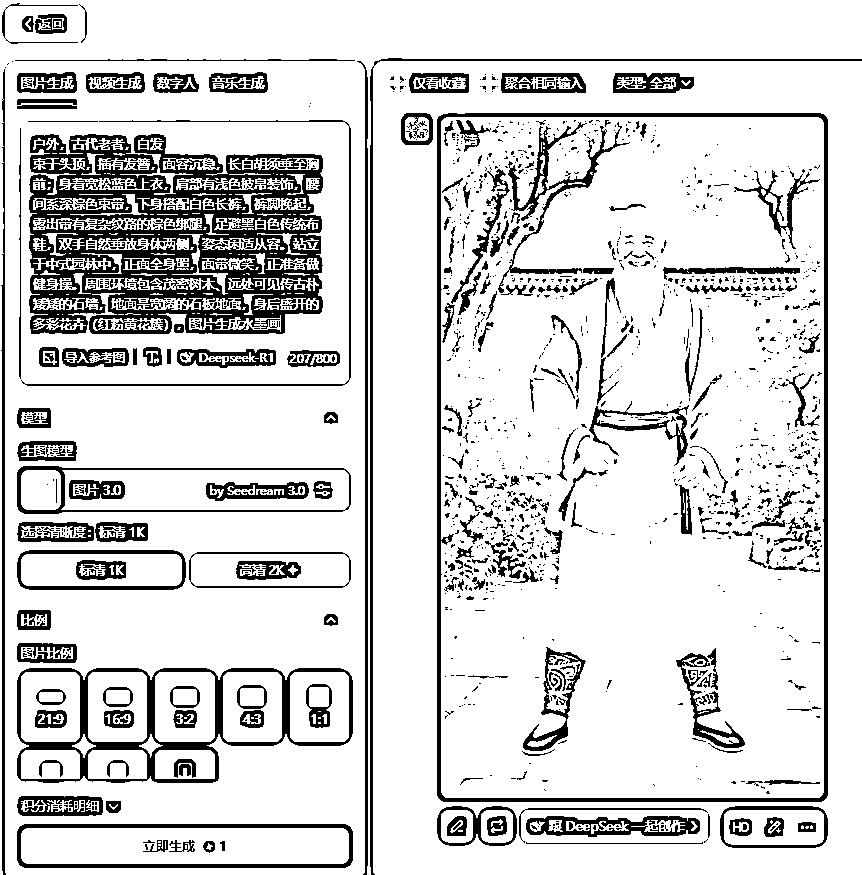 返回
图片生成 视频生成 数字人 音乐生成
户外，古代老者，白发
束于头顶，插有发簪，面容沉稳，长白胡须垂至胸
前；身着宽松蓝色上衣，肩部有浅色披帛装饰，腰
间系深棕色束带，下身搭配白色长裤，裤脚挽起，
露出带有复杂纹路的棕色绑腿，足蹬黑白色传统布
鞋，双手自然垂放身体两侧，姿态闲适从容，站立
于中式园林中，正面全身照，面带微笑，正准备做
健身操，周围环境包含茂密树木、远处可见传古朴
矮矮的石墙，地面是宽阔的石板地面，身后盛开的
多彩花卉（红粉黄花簇），图片生成水墨画
导入参考图 T Deepseek R1 207/800
模型
生图模型
图片 3.0 by Seedream 3.0
选择清晰度：标清 1K
标清 1K 高清 2K
比例
图片比例
21:9 16:9 3:2 4:3 1:1
积分消耗明细
立即生成 1
仅看收藏 聚合相同输入 类型: 全部
跟 DeepSeek 一起创作 HD